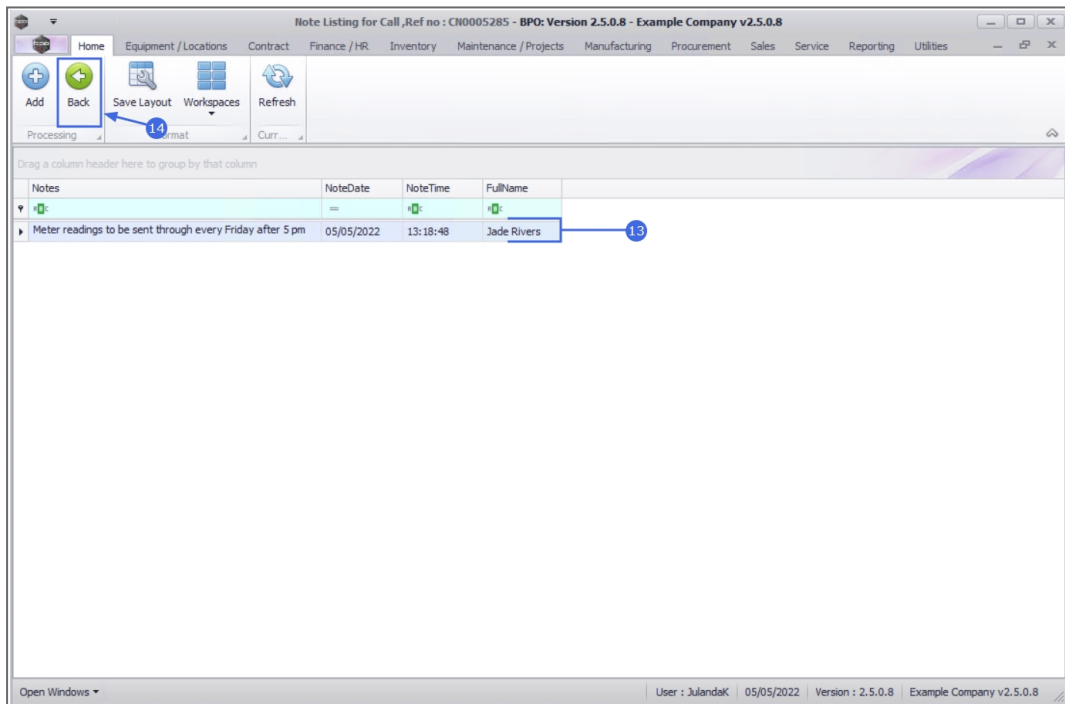 Note Listing for Call ,Ref no : CN0005285 - BPO: Version 2.5.0.8 - Example Company v2.5.0.8
Home Equipment / Locations Contract Finance / HR Inventory Maintenance / Projects Manufacturing Procurement Sales Service Reporting Utilities
Add Back Save Layout Workspaces Refresh
14
Processing Format Curr...
Drag a column header here to group by that column
Notes NoteDate NoteTime FullName
=
Meter readings to be sent through every Friday after 5 pm 05/05/2022 13:18:48 Jade Rivers 13
Open Windows User : JulandaK 05/05/2022 Version : 2.5.0.8 Example Company v2.5.0.8